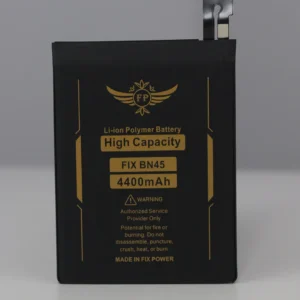 FP
Li-ion Polymer Battery
High Capacity
FIX BN45
4400mAh
WARNING
Authorized Service
Provider Only
Potential for fire or
burning. Do not
disassemble, puncture,
crush, heat, or burn
MADE IN FIX POWER